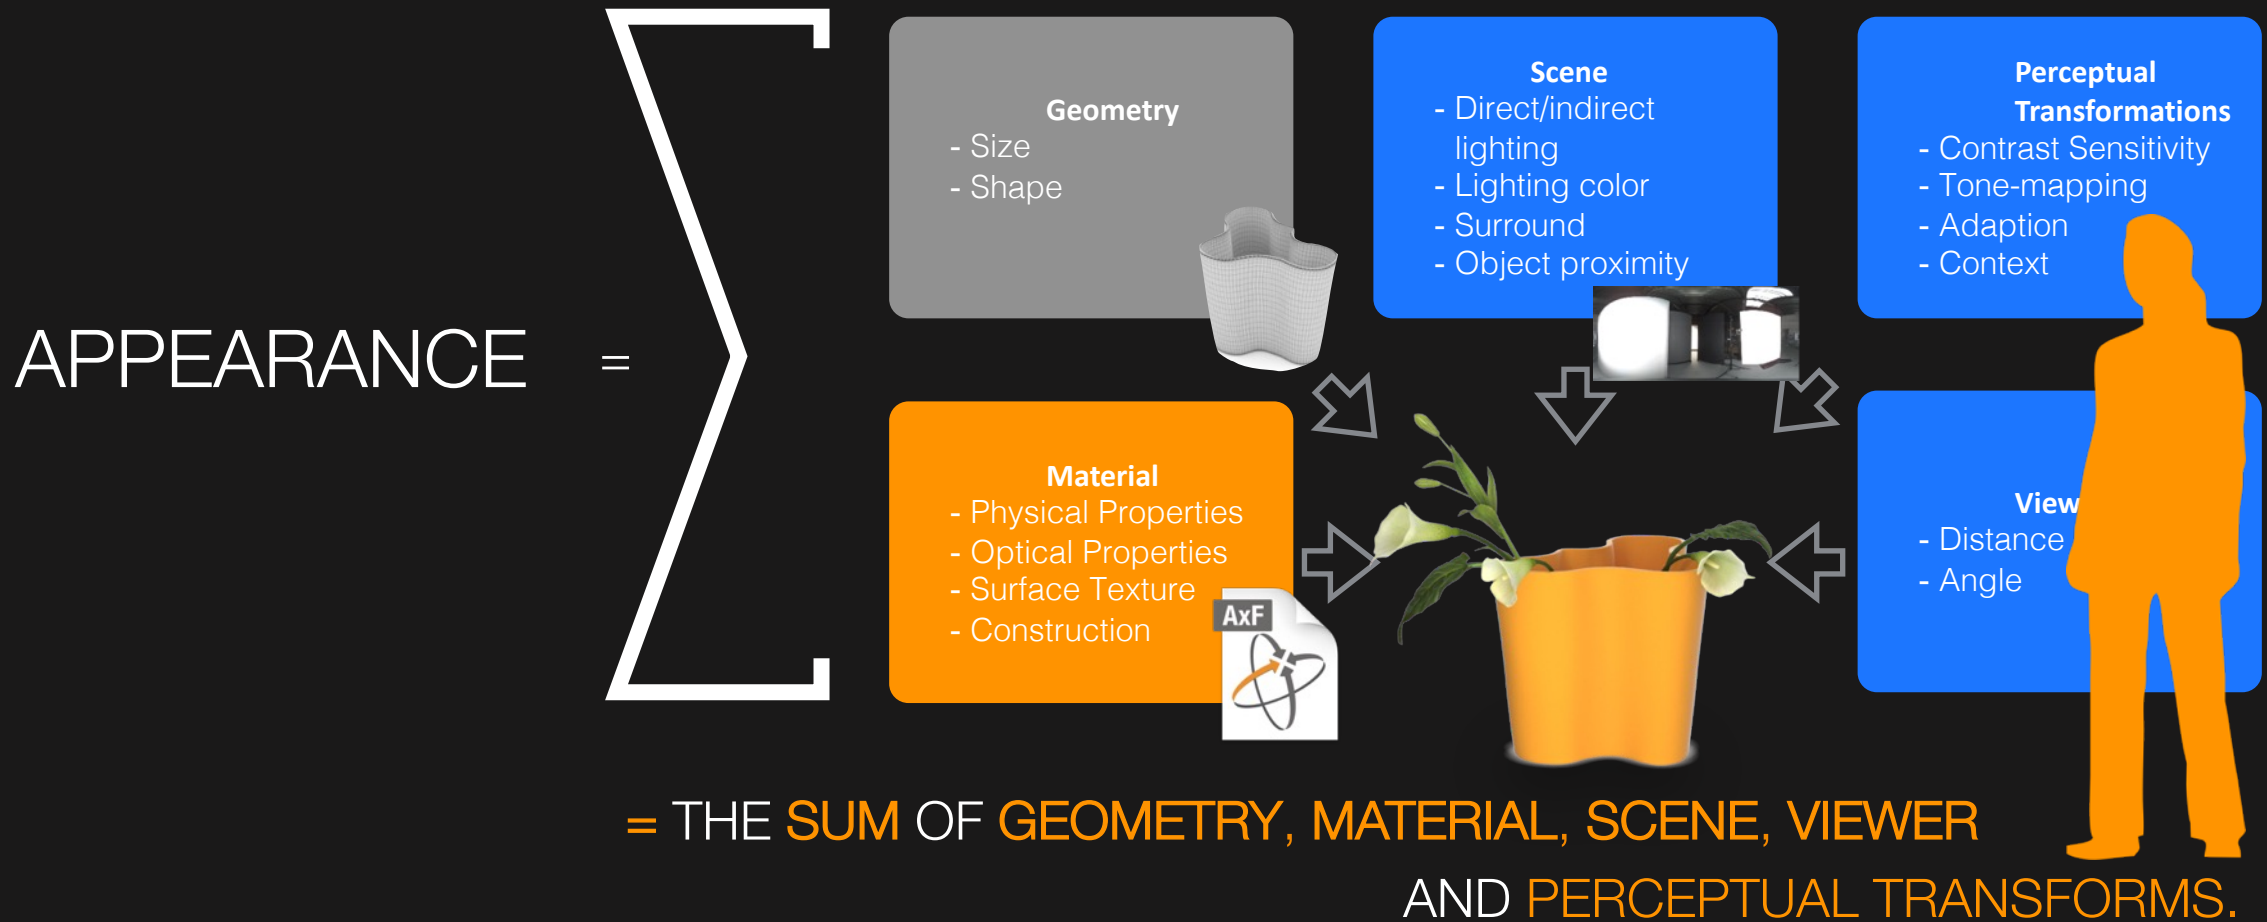 APPEARANCE =
Geometry
- Size
- Shape
Scene
- Direct/indirect
lighting
- Lighting color
- Surround
- Object proximity
Perceptual
Transformations
- Contrast Sensitivity
- Tone-mapping
- Adaption
- Context
Material
- Physical Properties
- Optical Properties
- Surface Texture
- Construction
AxF
View
- Distance
- Angle
= THE SUM OF GEOMETRY, MATERIAL, SCENE, VIEWER
AND PERCEPTUAL TRANSFORMS.